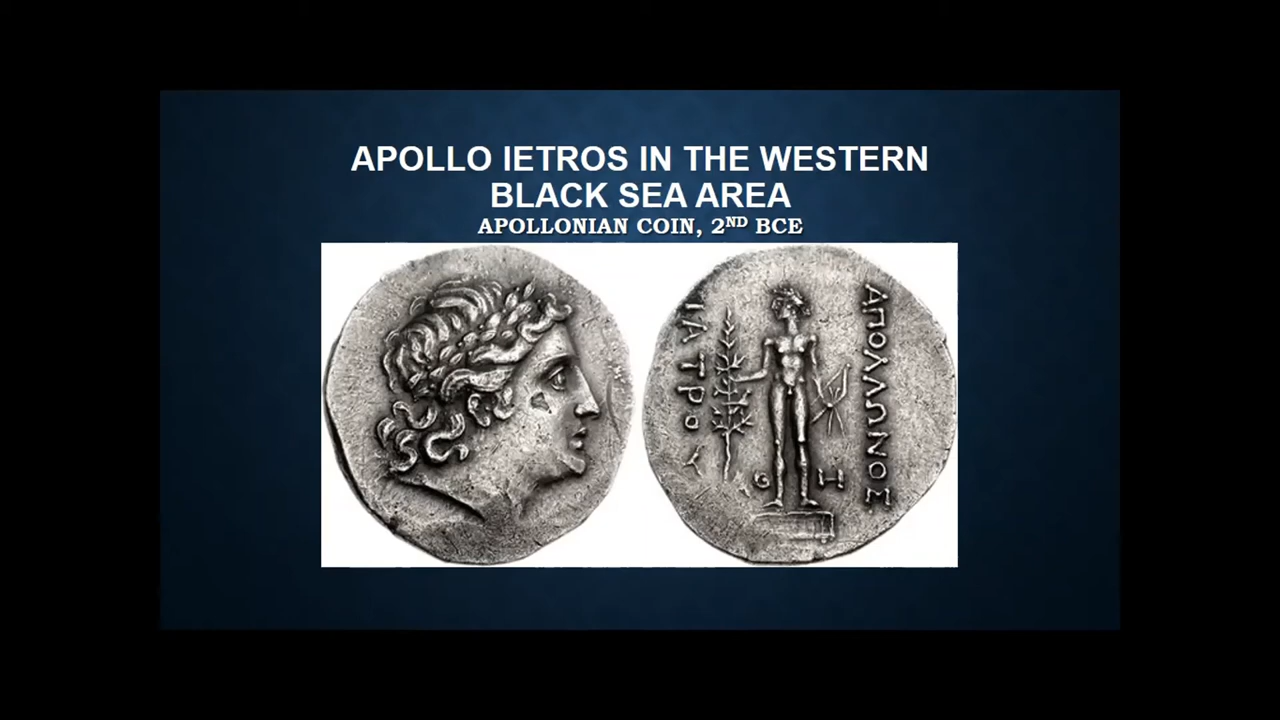 APOLLO IETROS IN THE WESTERN
BLACK SEA AREA
APOLLONIAN COIN, 2ND BCE
ΙΑΤΡΟΥ
ΑΠΟΛΛΩΝΟΣ
Θ Η